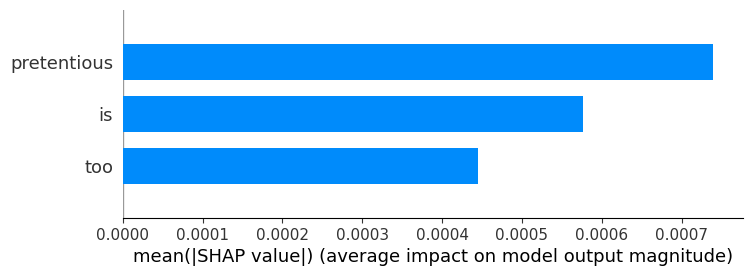 pretentious
is
too
0.0000 0.0001 0.0002 0.0003 0.0004 0.0005 0.0006 0.0007
mean(|SHAP value|) (average impact on model output magnitude)